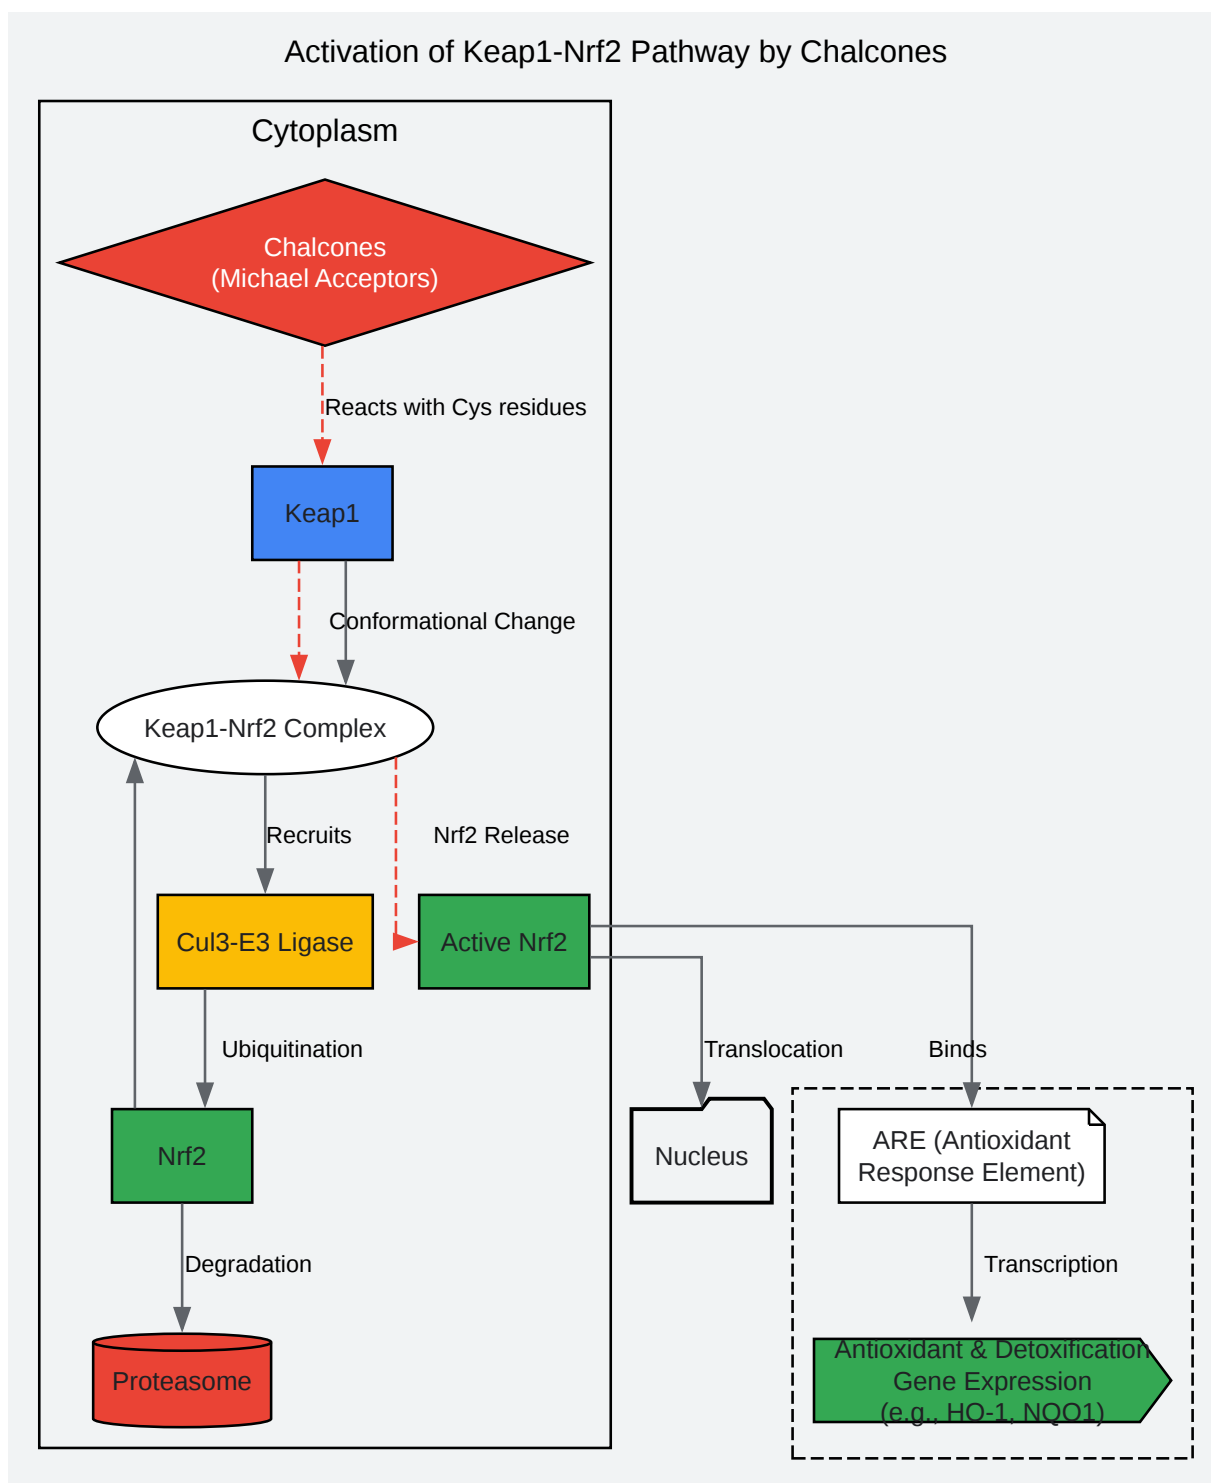 Activation of Keap1-Nrf2 Pathway by Chalcones
Cytoplasm
Chalcones
(Michael Acceptors)
Reacts with Cys residues
Keap1
Conformational Change
Keap1-Nrf2 Complex
Recruits
Nrf2 Release
Cul3-E3 Ligase
Active Nrf2
Ubiquitination
Translocation
Binds
Nrf2
Nucleus
ARE (Antioxidant
Response Element)
Degradation
Transcription
Proteasome
Antioxidant & Detoxification
Gene Expression
(e.g., HO-1, NQO1)